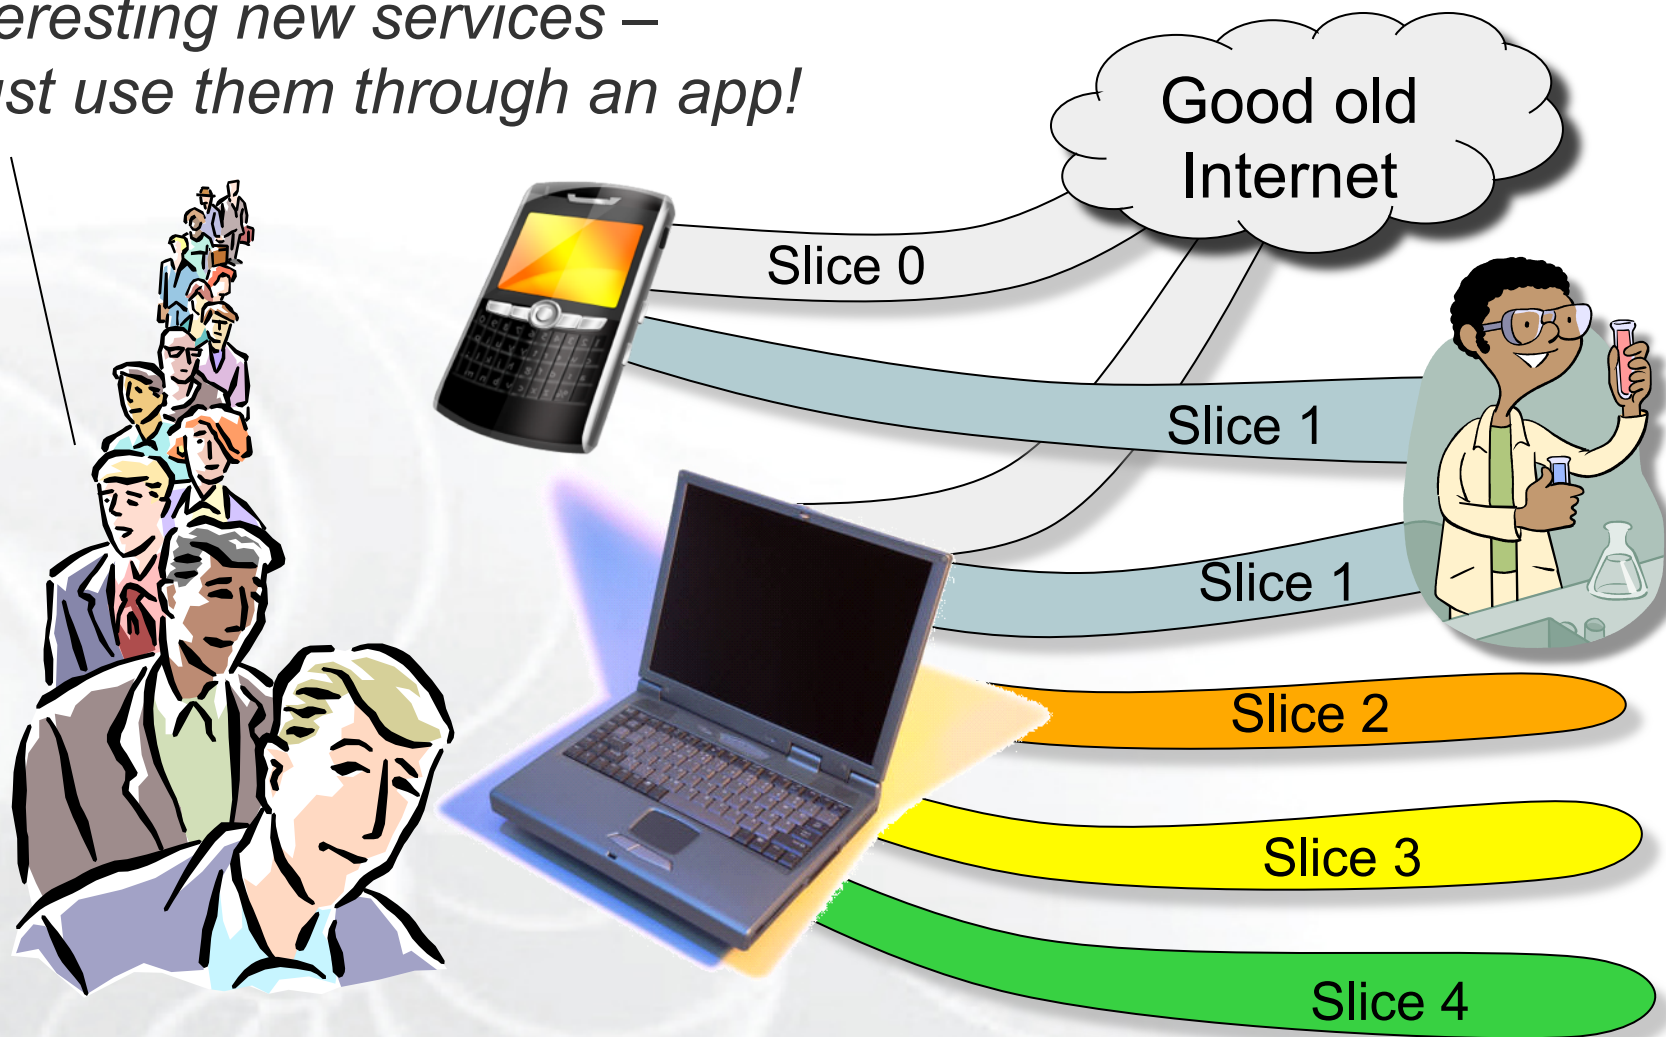 eresting new services –
ust use them through an app!
Good old
Internet
Slice 0
Slice 1
Slice 1
Slice 2
Slice 3
Slice 4